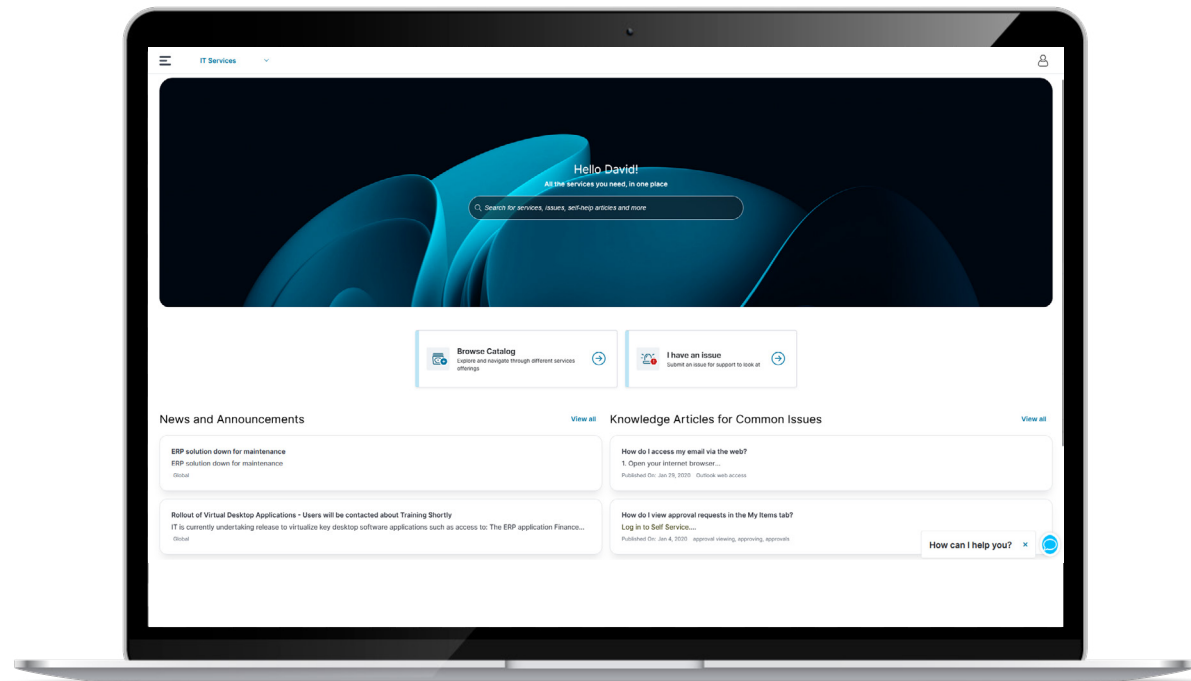 IT Services
Hello David!
All the services you need, in one place
Search for services, issues, self-help articles and more
Browse Catalog
Explore and navigate through different services
offerings
I have an issue
Submit an issue for support to look at
News and Announcements
View all
ERP solution down for maintenance
ERP solution down for maintenance
Global
Rollout of Virtual Desktop Applications - Users will be contacted about Training Shortly
IT is currently undertaking release to virtualize key desktop software applications such as access to: The ERP application Finance...
Global
Knowledge Articles for Common Issues
View all
How do I access my email via the web?
1. Open your internet browser...
Published On: Jan 29, 2020 Outlook web access
How do I view approval requests in the My Items tab?
Log in to Self Service....
Published On: Jan 4, 2020 approval viewing, approving, approvals
How can I help you? ×